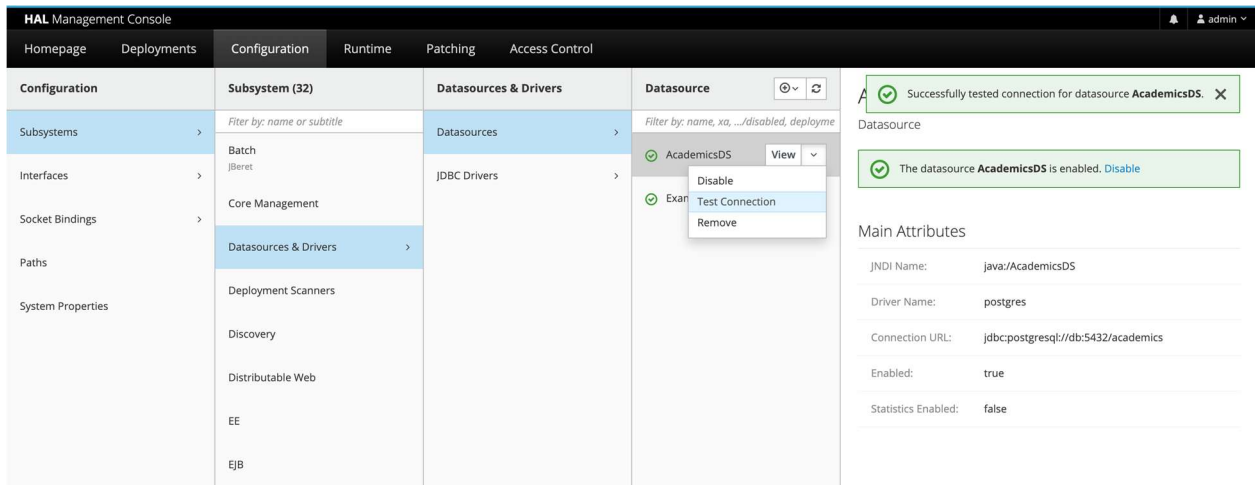 HAL Management Console
admin
Homepage Deployments Configuration Runtime Patching Access Control
Configuration
Subsystems
Interfaces
Socket Bindings
Paths
System Properties
Subsystem (32)
Fiter by: name or subtitle
Batch
JBeret
Core Management
Datasources & Drivers
Deployment Scanners
Discovery
Distributable Web
EE
EJB
Datasources & Drivers
Datasources
JDBC Drivers
Datasource
Filter by: name, xa, .../disabled, deployme
AcademicsDS View
Exan
Disable
Test Connection
Remove
A
Successfully tested connection for datasource AcademicsDS.
Datasource
The datasource AcademicsDS is enabled. Disable
Main Attributes
JNDI Name: java:/AcademicsDS
Driver Name: postgres
Connection URL: jdbc:postgresql://db:5432/academics
Enabled: true
Statistics Enabled: false